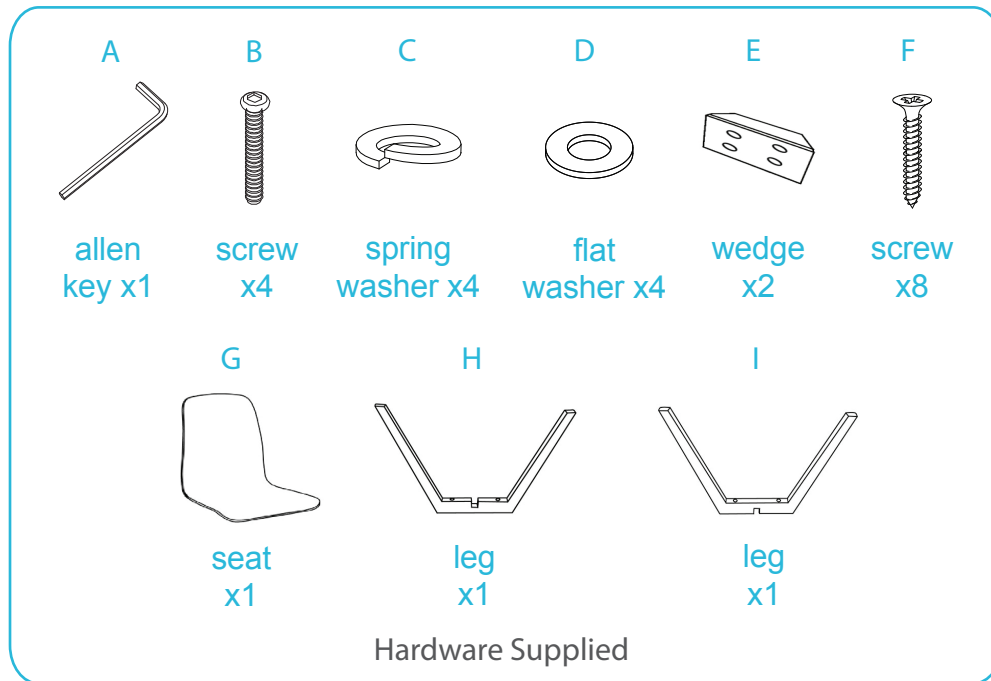 A B C D E F
allen
key x1
screw
x4
spring
washer x4
flat
washer x4
wedge
x2
screw
x8
G H I
seat
x1
leg
x1
leg
x1
Hardware Supplied